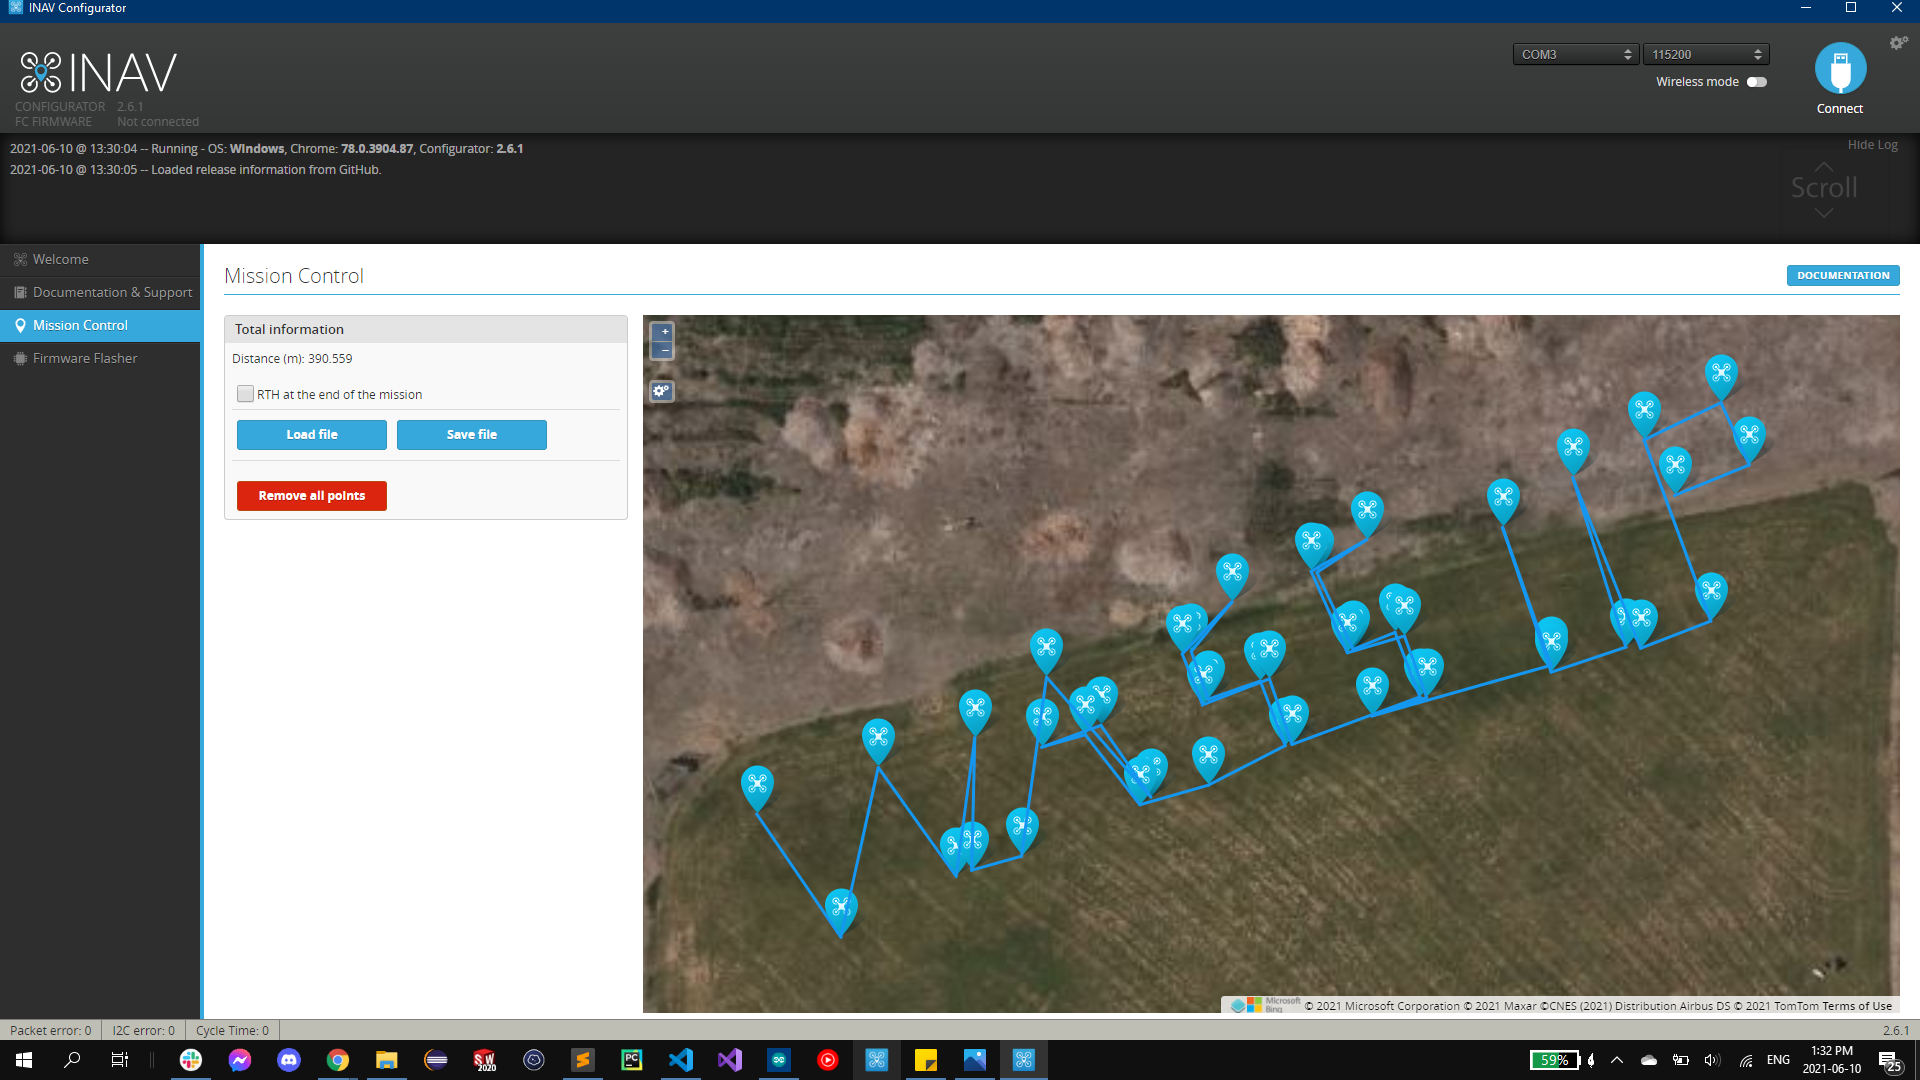 INAV Configurator
INAV
CONFIGURATOR 2.6.1
FC FIRMWARE Not connected
COM3
115200
Wireless mode
Connect
2021-06-10 @ 13:30:04 -- Running - OS: Windows, Chrome: 78.0.3904.87, Configurator: 2.6.1
2021-06-10 @ 13:30:05 -- Loaded release information from GitHub.
Hide Log
Scroll
Welcome
Documentation & Support
Mission Control
Firmware Flasher
Mission Control
DOCUMENTATION
Total information
Distance (m): 390.559
RTH at the end of the mission
Load file
Save file
Remove all points
+
−
Microsoft
Bing
© 2021 Microsoft Corporation © 2021 Maxar ©CNES (2021) Distribution Airbus DS © 2021 TomTom Terms of Use
Packet error: 0
I2C error: 0
Cycle Time: 0
2.6.1
SW
2020
PC
59%
ENG
1:32 PM
2021-06-10
25